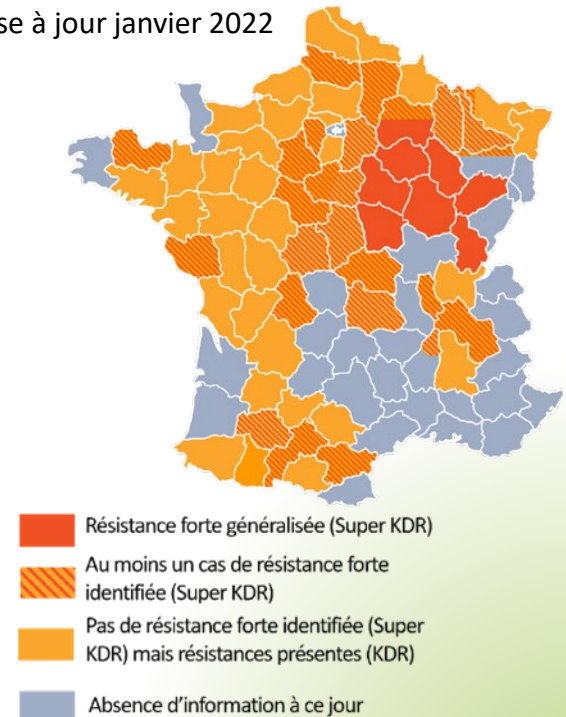 se à jour janvier 2022
Résistance forte généralisée (Super KDR)
Au moins un cas de résistance forte
identifiée (Super KDR)
Pas de résistance forte identifiée (Super
KDR) mais résistances présentes (KDR)
Absence d'information à ce jour